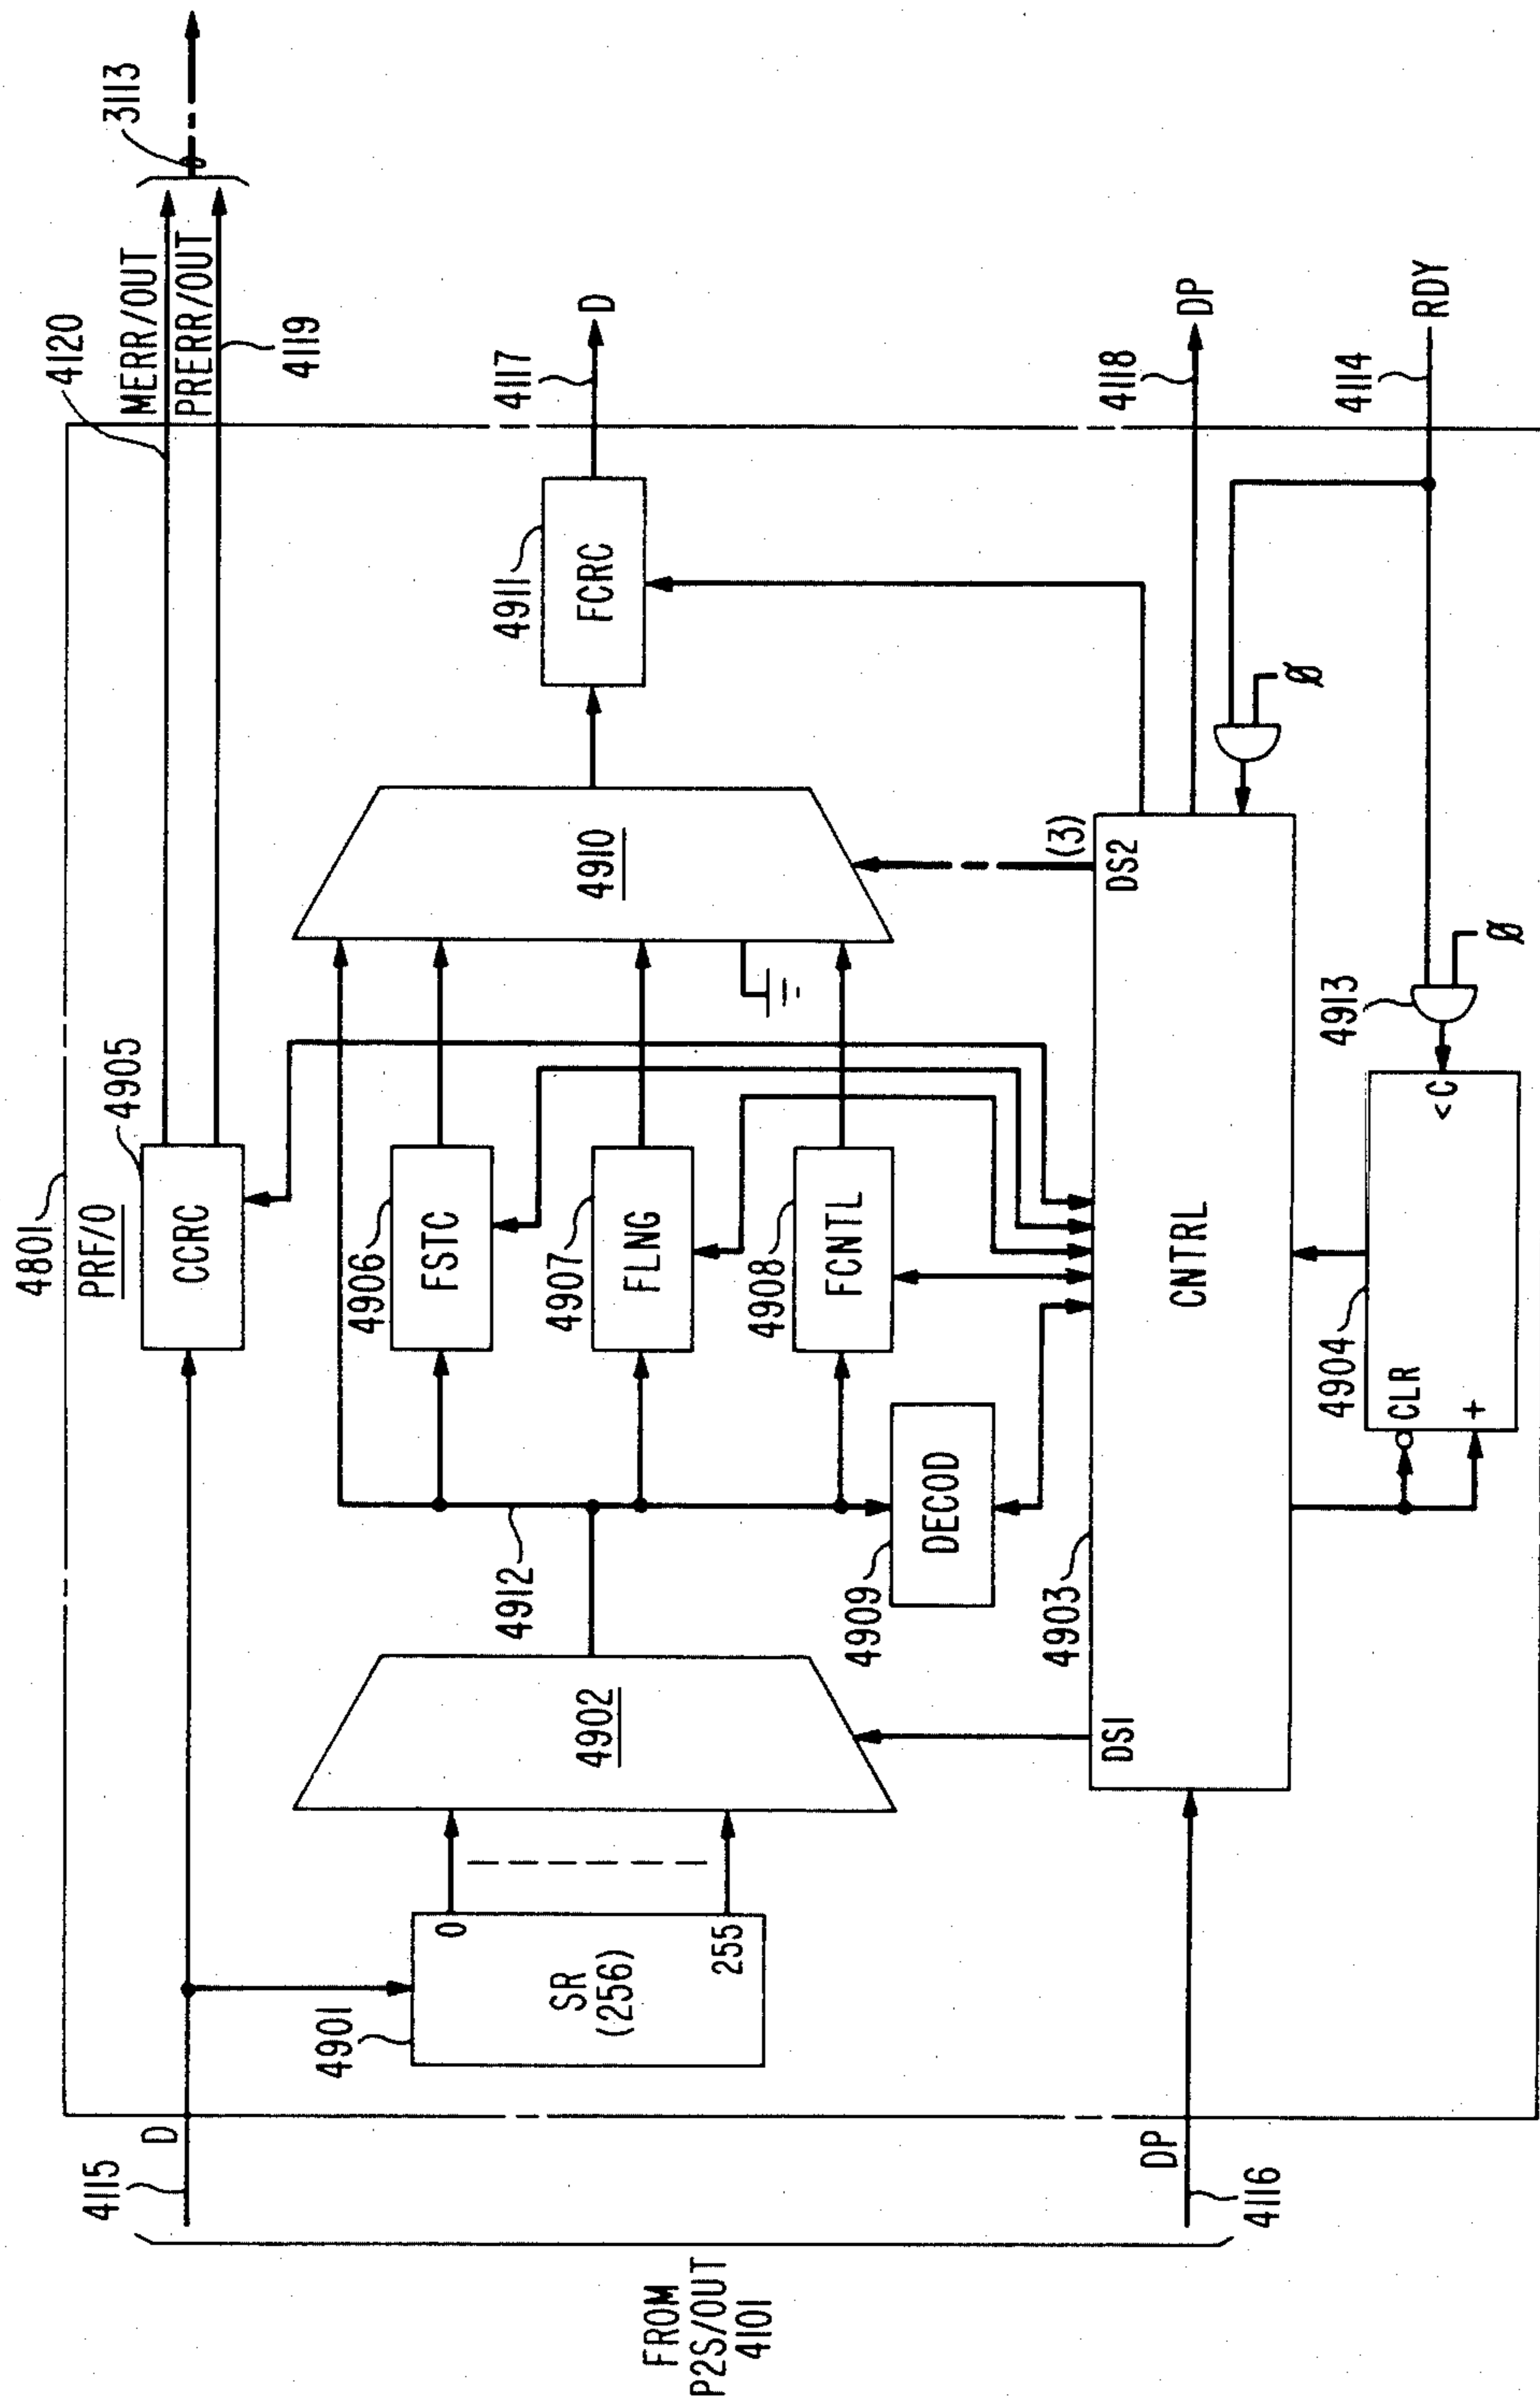 4801
PRF/O
4905
CCRC
4120
MERR/OUT
PRERR/OUT
4119
3113
4115
D
4901
SR
(256)
0
255
4902
4912
4906
FSTC
4907
FLNG
4908
FCNTL
4909
DECOD
4910
4911
FCRC
4117
D
FROM
P2S/OUT
4101
DP
4116
DS1
4903
CNTRL
DS2
(3)
Ø
4118
DP
4904
CLR
+
<C
4913
Ø
4114
RDY